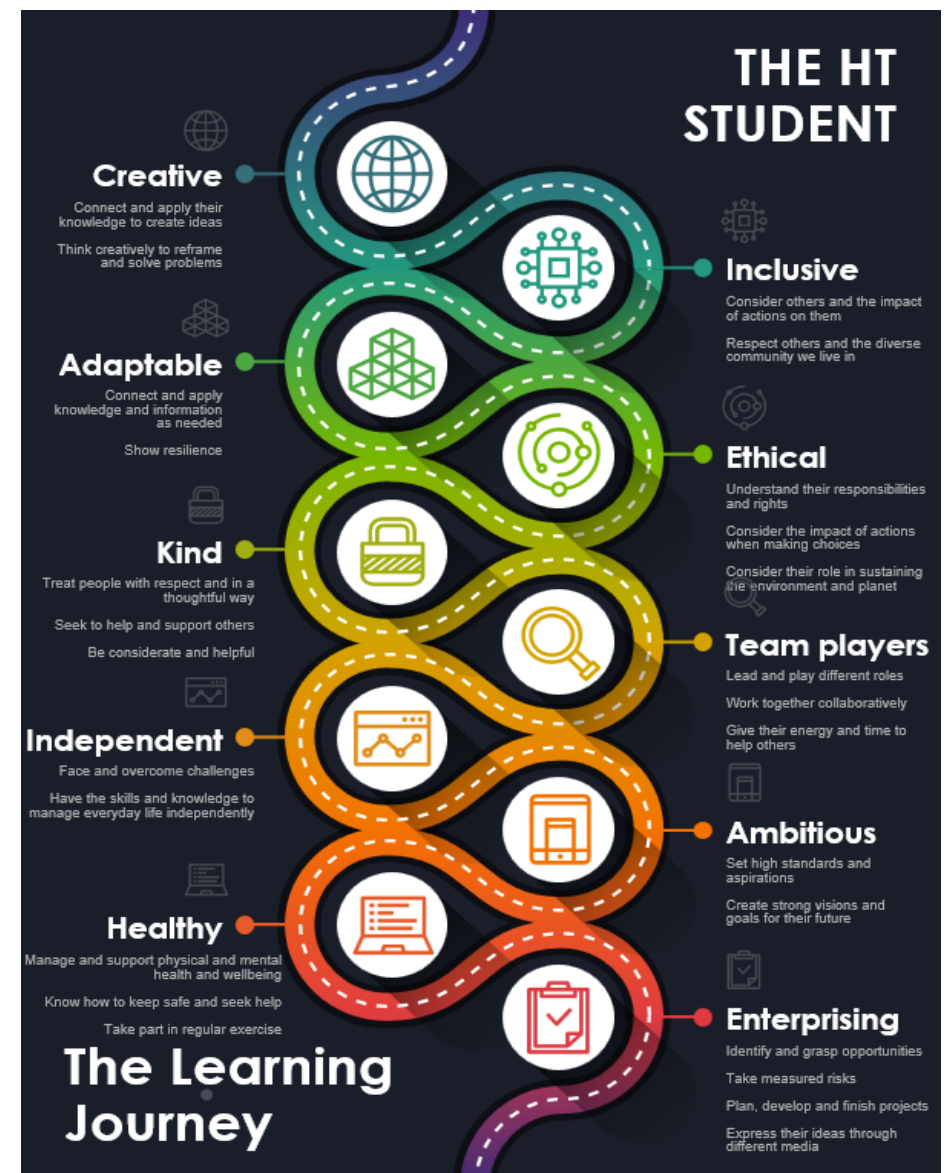 THE HT
STUDENT
Creative
Connect and apply their
knowledge to create ideas
Think creatively to reframe
and solve problems
Inclusive
Consider others and the impact
of actions on them
Respect others and the diverse
community we live in
Adaptable
Connect and apply
knowledge and information
as needed
Show resilience
Ethical
Understand their responsibilities
and rights
Consider the impact of actions
when making choices
Consider their role in sustaining
the environment and planet
Kind
Treat people with respect and in a
thoughtful way
Seek to help and support others
Be considerate and helpful
Team players
Lead and play different roles
Work together collaboratively
Give their energy and time to
help others
Independent
Face and overcome challenges
Have the skills and knowledge to
manage everyday life independently
Ambitious
Set high standards and
aspirations
Create strong visions and
goals for their future
Healthy
Manage and support physical and mental
health and wellbeing
Know how to keep safe and seek help
Take part in regular exercise
Enterprising
Identify and grasp opportunities
Take measured risks
Plan, develop and finish projects
Express their ideas through
different media
The Learning
Journey